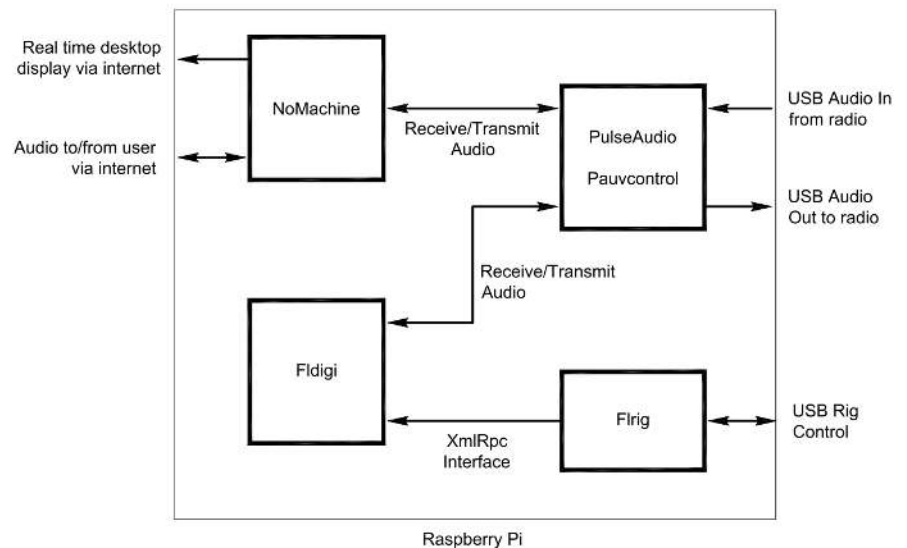 Real time desktop
display via internet
NoMachine
Audio to/from user
via internet
Receive/Transmit
Audio
PulseAudio
Pauvcontrol
USB Audio In
from radio
USB Audio
Out to radio
Receive/Transmit
Audio
Fldigi
XmlRpc
Interface
Flrig
USB Rig
Control
Raspberry Pi